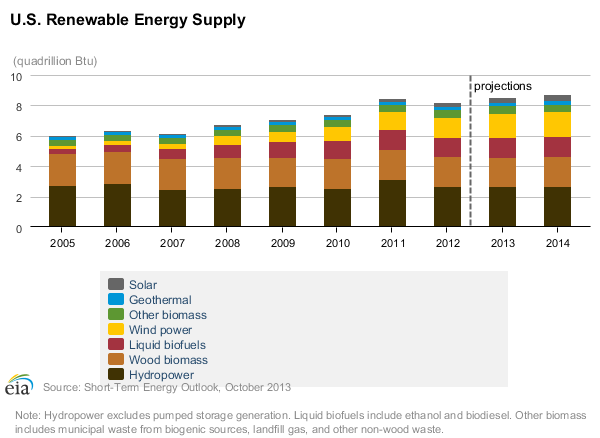 U.S. Renewable Energy Supply
(quadrillion Btu)
10
projections
8
6
4
2
0
2005 2006 2007 2008 2009 2010 2011 2012 2013 2014
Solar
Geothermal
Other biomass
Wind power
Liquid biofuels
Wood biomass
Hydropower
eia Source: Short-Term Energy Outlook, October 2013
Note: Hydropower excludes pumped storage generation. Liquid biofuels include ethanol and biodiesel. Other biomass
includes municipal waste from biogenic sources, landfill gas, and other non-wood waste.